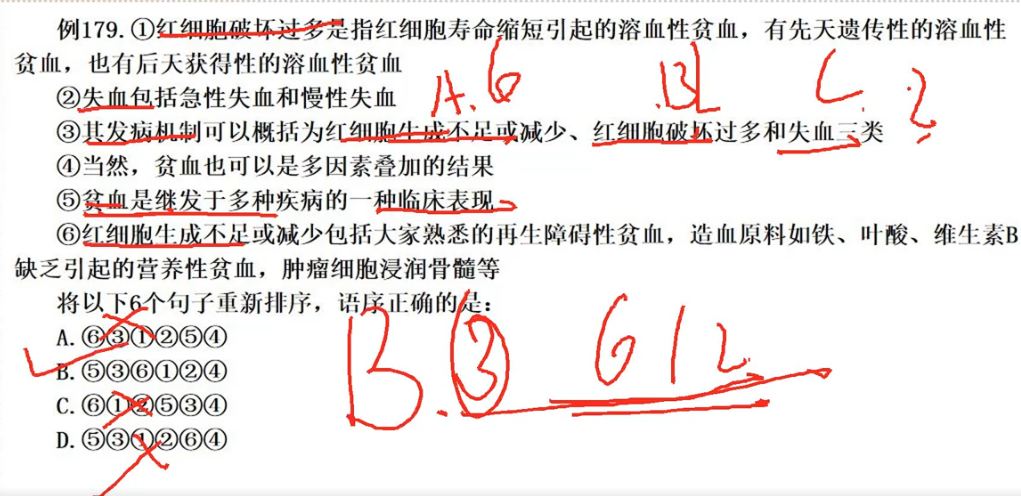 例179.①红细胞破坏过多是指红细胞寿命缩短引起的溶血性贫血，有先天遗传性的溶血性
贫血，也有后天获得性的溶血性贫血
②失血包括急性失血和慢性失血
A.6 B1 C.2
③其发病机制可以概括为红细胞生成不足或减少、红细胞破坏过多和失血三类
④当然，贫血也可以是多因素叠加的结果
⑤贫血是继发于多种疾病的一种临床表现
⑥红细胞生成不足或减少包括大家熟悉的再生障碍性贫血，造血原料如铁、叶酸、维生素B
缺乏引起的营养性贫血，肿瘤细胞浸润骨髓等
将以下6个句子重新排序，语序正确的是：
A.⑥③①②⑤④
B.⑤③⑥①②④
C.⑥①②⑤③④
D.⑤③①②⑥④
B.③ 612